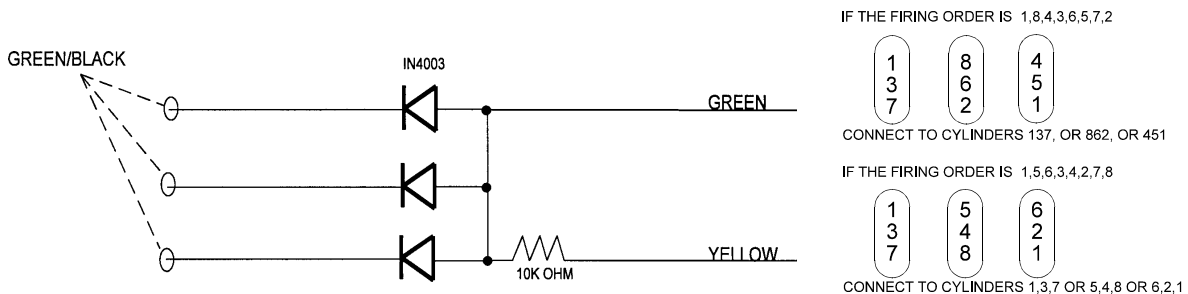 GREEN/BLACK
IN4003
GREEN
YELLOW
10K OHM
IF THE FIRING ORDER IS 1,8,4,3,6,5,7,2
1 8 4
3 6 5
7 2 1
CONNECT TO CYLINDERS 137, OR 862, OR 451
IF THE FIRING ORDER IS 1,5,6,3,4,2,7,8
1 5 6
3 4 2
7 8 1
CONNECT TO CYLINDERS 1,3,7 OR 5,4,8 OR 6,2,1